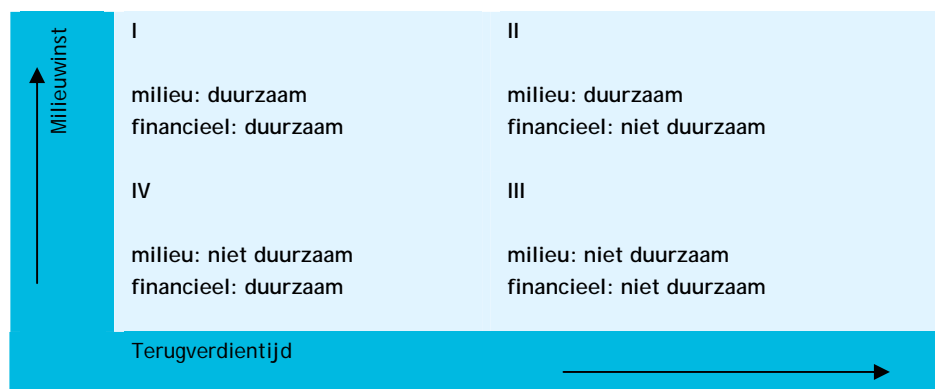 Milieuwinst
I
milieu: duurzaam
financieel: duurzaam
II
milieu: duurzaam
financieel: niet duurzaam
IV
milieu: niet duurzaam
financieel: duurzaam
III
milieu: niet duurzaam
financieel: niet duurzaam
Terugverdientijd